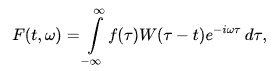 F(t, ω) = ∫_{−∞}^{∞} f(τ)W(τ − t)e^{−iωτ} dτ,